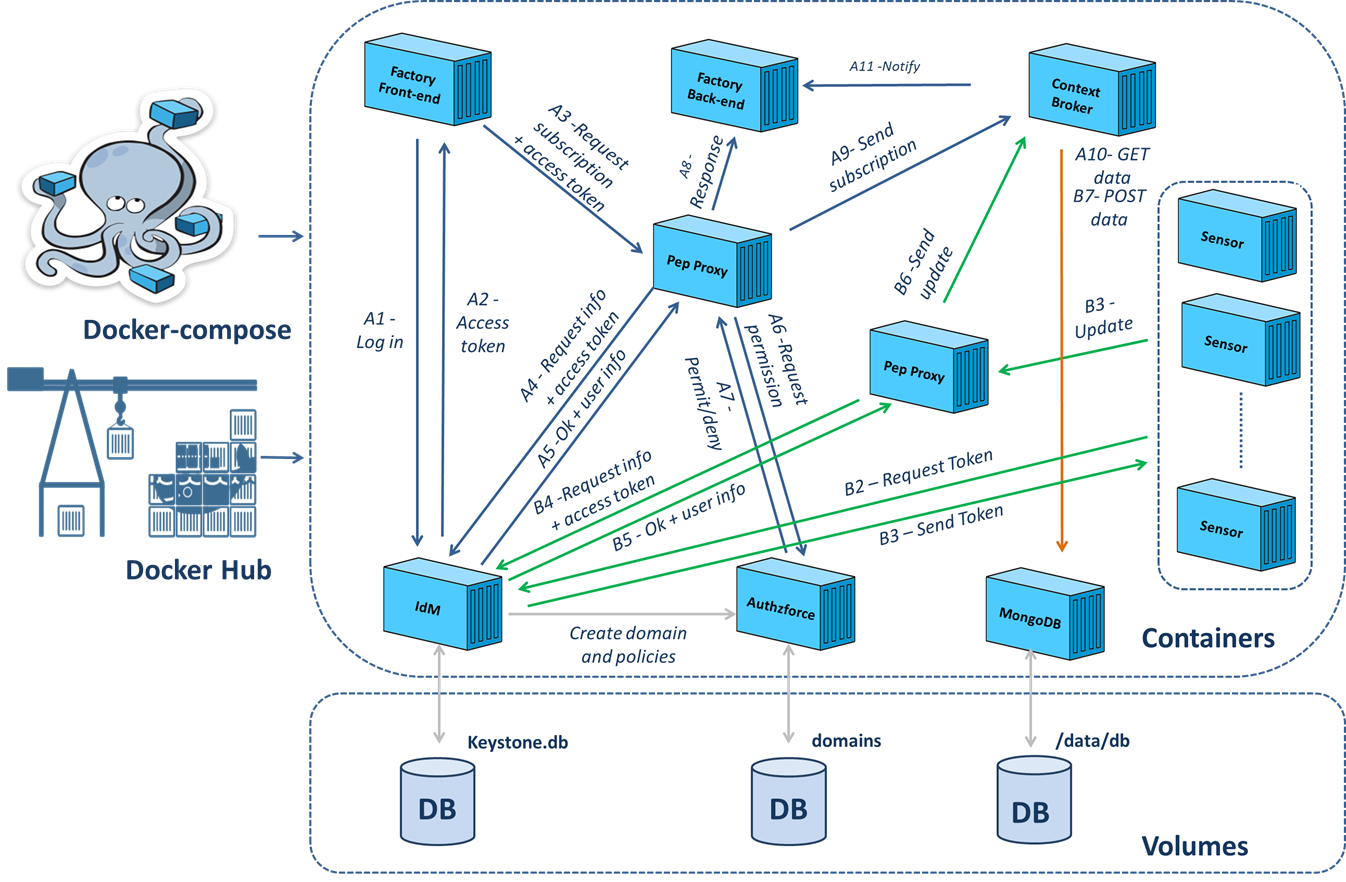 Factory
Front-end
Factory
Back-end
A11 -Notify
Context
Broker
A3 -Request
subscription
+ access token
A8 -
Response
A9- Send
subscription
A10- GET
data
B7- POST
data
Sensor
Pep Proxy
B6 -Send
update
Docker-compose
A1 -
Log in
A2 -
Access
token
A4 - Request info
+ access token
A5 -Ok + user info
A6 -Request
permission
A7 -
Permit/deny
B3 -
Update
Sensor
Pep Proxy
B4 -Request info
+ access token
B5 - Ok + user info
B2 – Request Token
B3 – Send Token
Sensor
Docker Hub
IdM
Authzforce
MongoDB
Create domain
and policies
Containers
Keystone.db
domains
/data/db
DB
DB
DB
Volumes